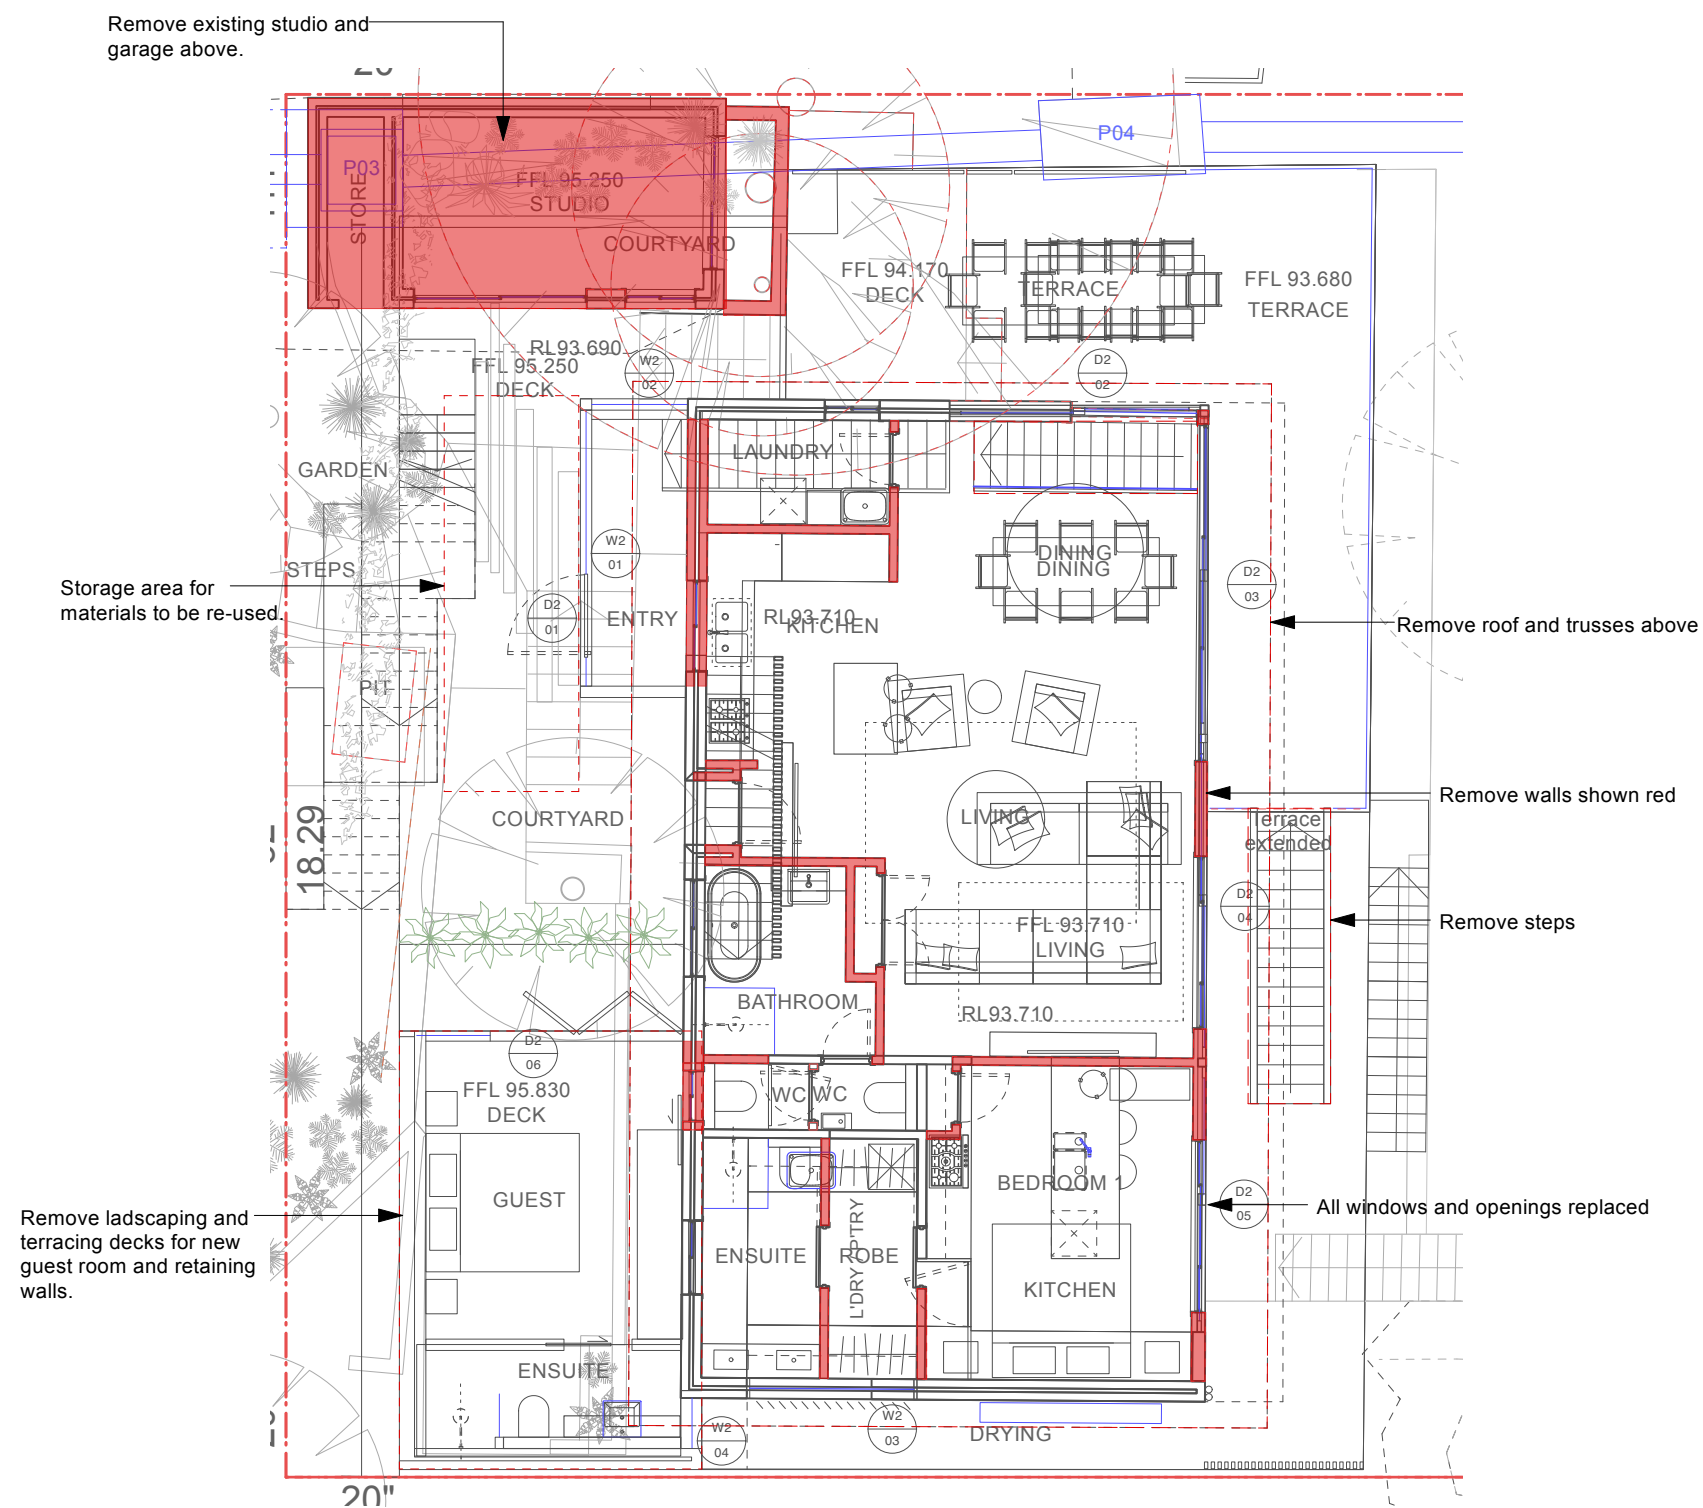 Remove existing studio and
garage above.
P03
P04
STORE
FFL 95.250
STUDIO
COURTYARD
FFL 94.170
DECK
TERRACE
FFL 93.680
TERRACE
RL93.690
FFL 95.250
DECK
W2
02
D2
02
GARDEN
LAUNDRY
STEPS
W2
01
DINING
DINING
D2
03
Storage area for
materials to be re-used.
D2
01
ENTRY
RL93.710
KITCHEN
Remove roof and trusses above
PIT
Remove walls shown red
COURTYARD
LIVING
Terrace
extended
18.29
D2
04
Remove steps
FFL 93.710
LIVING
BATHROOM
RL93.710
D2
06
FFL 95.830
DECK
WC
WC
GUEST
BEDROOM 1
D2
05
All windows and openings replaced
Remove ladscaping and
terracing decks for new
guest room and retaining
walls.
ENSUITE
L'DRY / P'TRY
ROBE
KITCHEN
ENSUITE
W2
04
W2
03
DRYING
20"